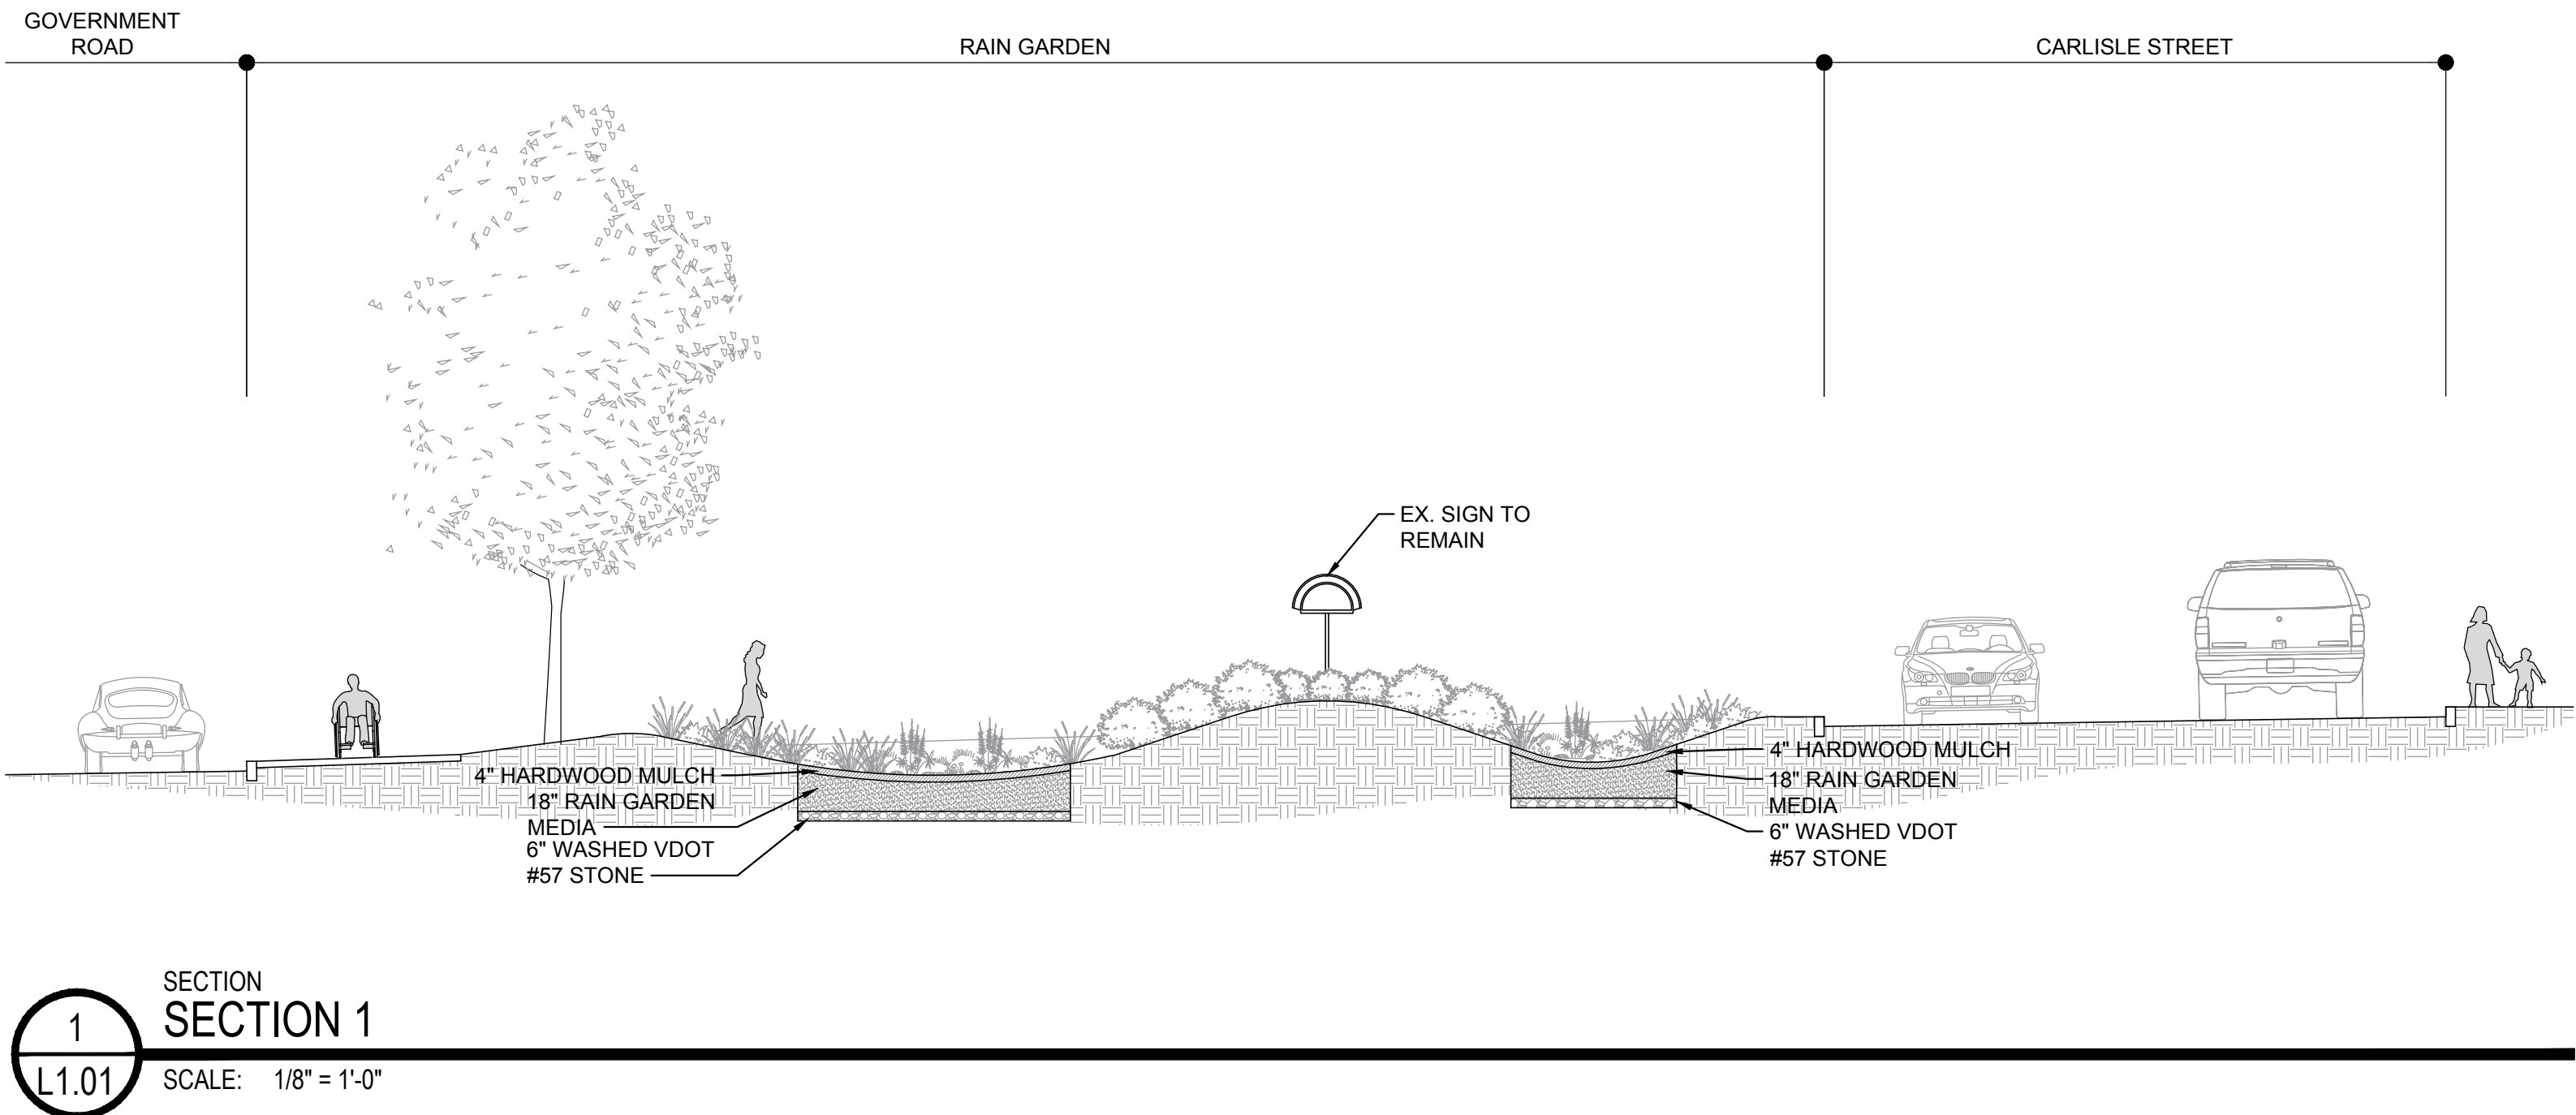 GOVERNMENT
ROAD
RAIN GARDEN
CARLISLE STREET
EX. SIGN TO
REMAIN
4" HARDWOOD MULCH
18" RAIN GARDEN
MEDIA
6" WASHED VDOT
#57 STONE
4" HARDWOOD MULCH
18" RAIN GARDEN
MEDIA
6" WASHED VDOT
#57 STONE
1
L1.01
SECTION
SECTION 1
SCALE: 1/8" = 1'-0"